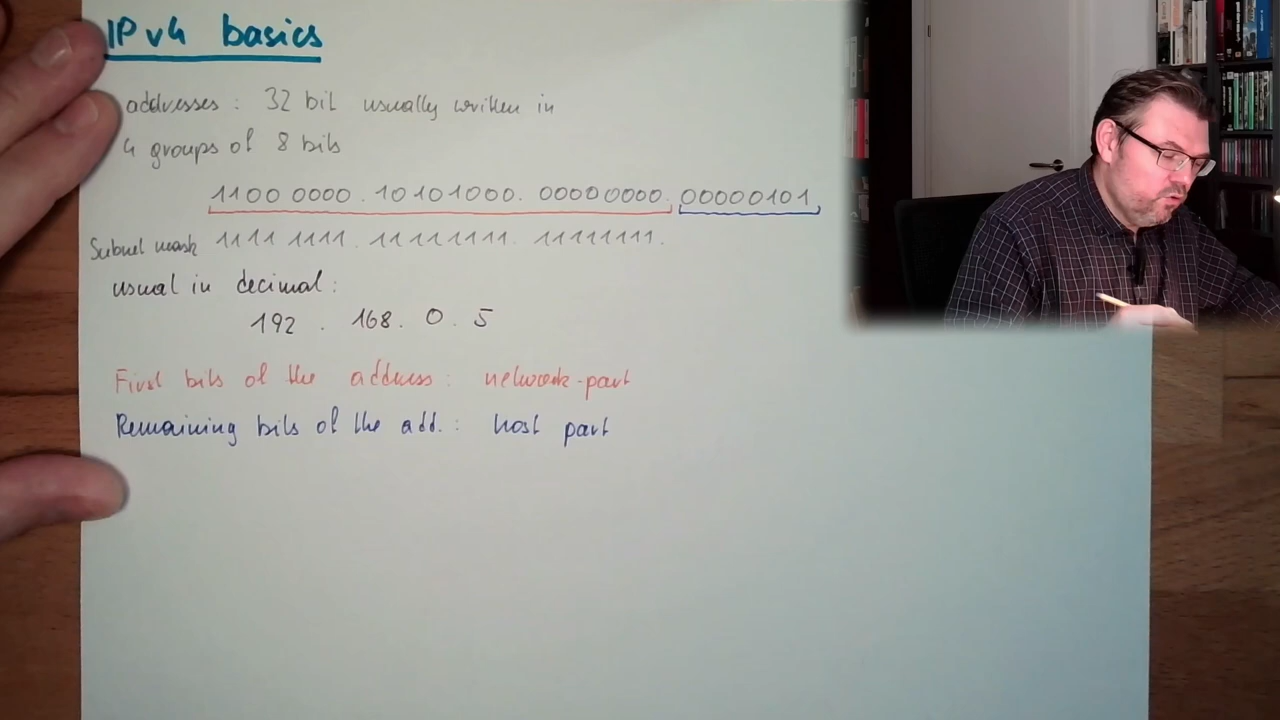 IPv4 basics
addresses: 32 bit usually written in
4 groups of 8 bits
1100 0000 . 10101000. 00000000. 00000101
Subnet mask 1111 1111. 11111111. 11111111.
usual in decimal:
192 . 168. 0. 5
First bits of the address: network-part
Remaining bits of the add.: host part